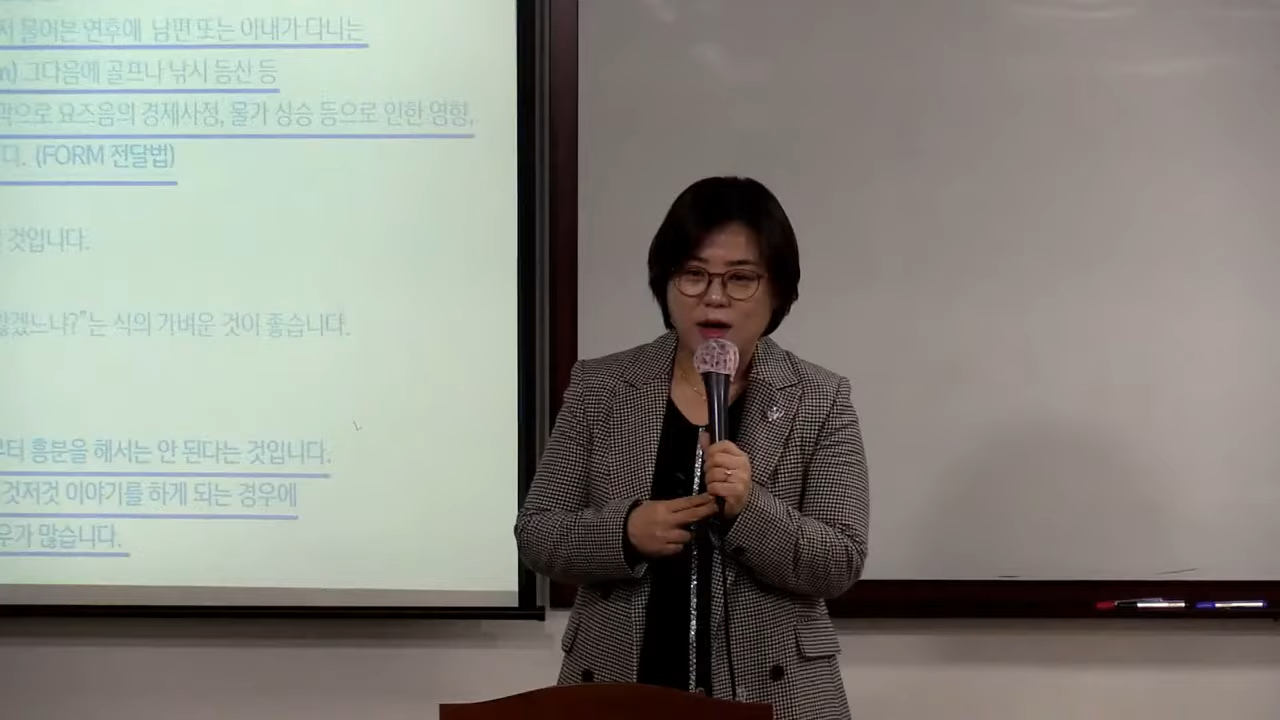 물어본 연후에 남편 또는 아내가 다니는
그다음에 골프나 낚시 등산 등
요즈음의 경제사정, 물가 상승 등으로 인한 영향,
다. (FORM 전달법)
것입니다.
않겠느냐?"는 식의 가벼운 것이 좋습니다.
부터 흥분을 해서는 안 된다는 것입니다.
것저것 이야기를 하게 되는 경우에
우가 많습니다.